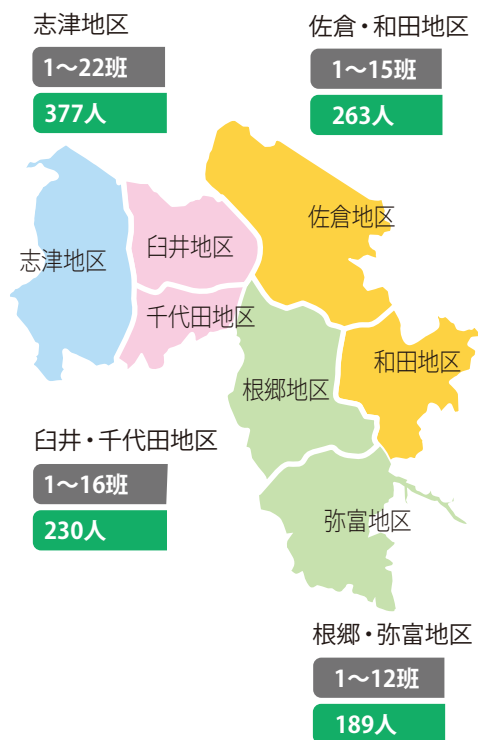 志津地区
1〜22班
377人
佐倉・和田地区
1〜15班
263人
佐倉地区
臼井地区
志津地区
千代田地区
和田地区
根郷地区
臼井・千代田地区
1〜16班
230人
弥富地区
根郷・弥富地区
1〜12班
189人